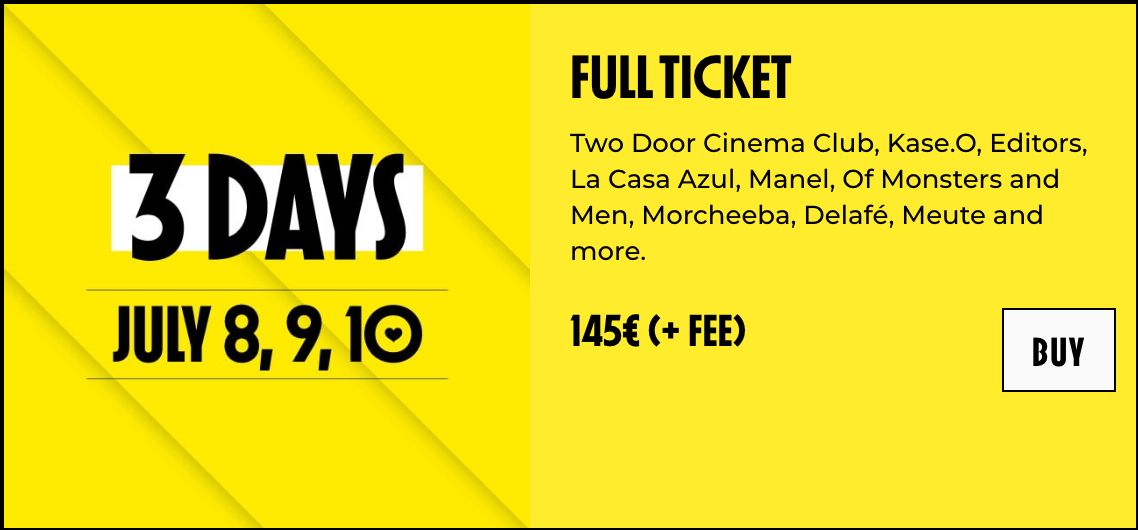 3 DAYS
JULY 8, 9, 10
FULL TICKET
Two Door Cinema Club, Kase.O, Editors,
La Casa Azul, Manel, Of Monsters and
Men, Morcheeba, Delafé, Meute and
more.
145€ (+ FEE)
BUY